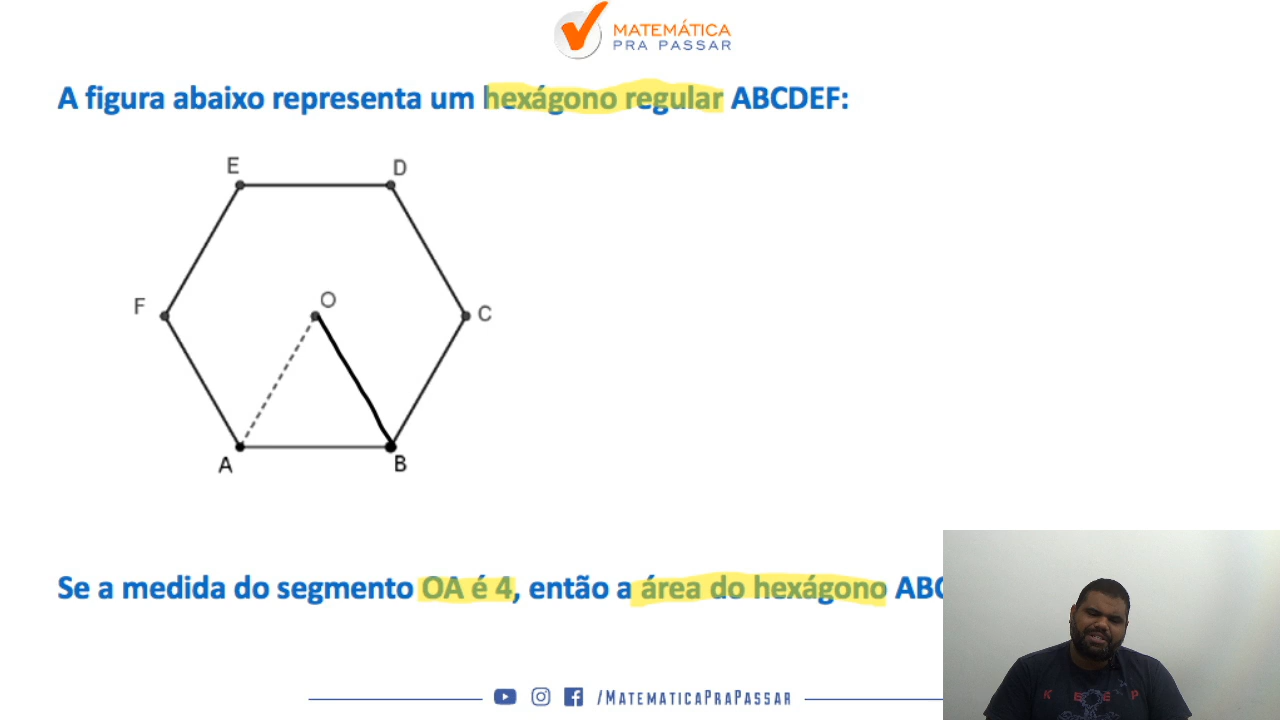 MATEMÁTICA
PRA PASSAR
A figura abaixo representa um hexágono regular ABCDEF:
E D
F O C
A B
Se a medida do segmento OA é 4, então a área do hexágono
K E E P
/MATEMATICAPRAPASSAR